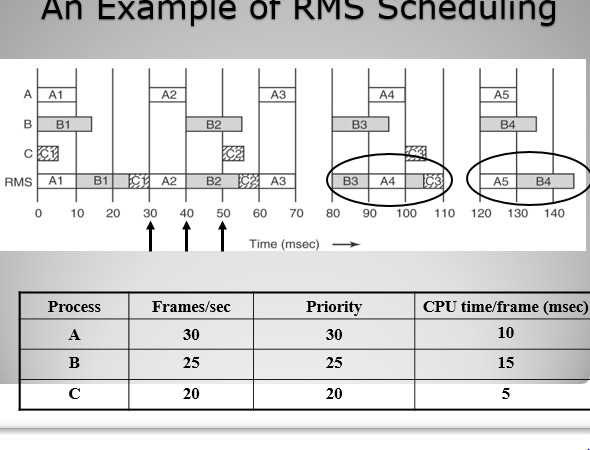 An Example of RMS Scheduling
A A1 A2 A3 A4 A5
B B1 B2 B3 B4
C C1 C2 C3
RMS A1 B1 C1 A2 B2 C2 A3 B3 A4 C3 A5 B4
0 10 20 30 40 50 60 70 80 90 100 110 120 130 140
Time (msec)
Process Frames/sec Priority CPU time/frame (msec)
A 30 30 10
B 25 25 15
C 20 20 5